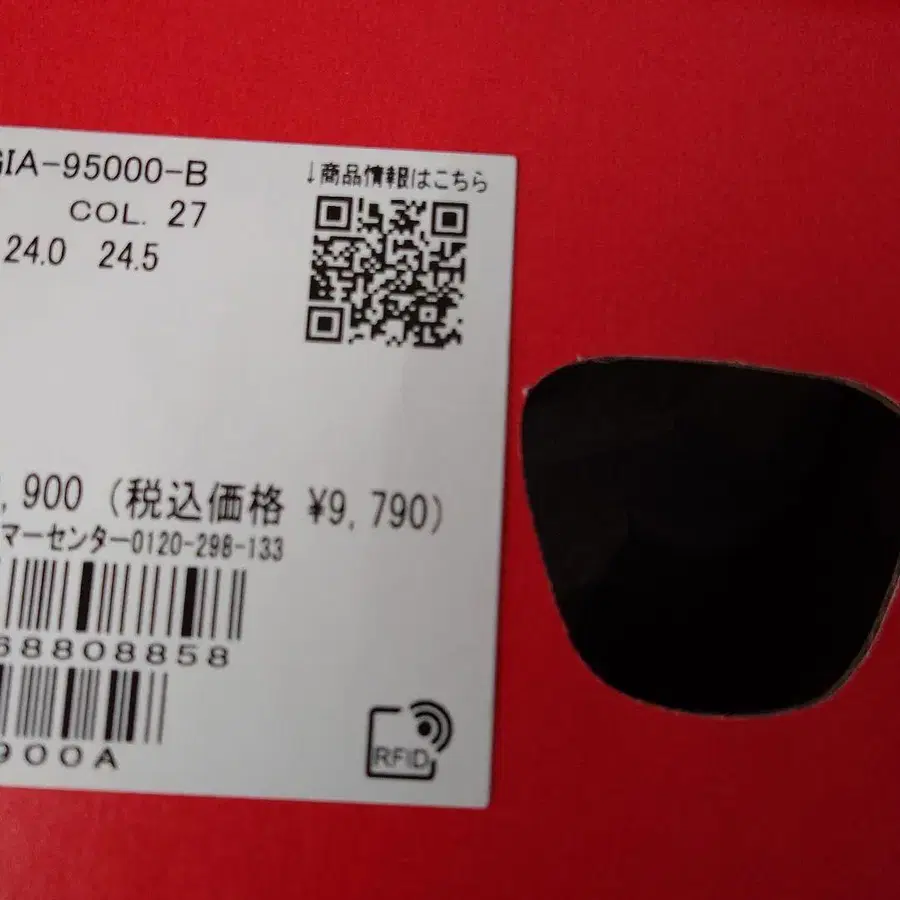 GIA-95000-B
COL. 27
24.0 24.5
↓商品情報はこちら
,900 (税込価格 ¥9,790)
マーセンター0120-298-133
68808858
900A
RFID